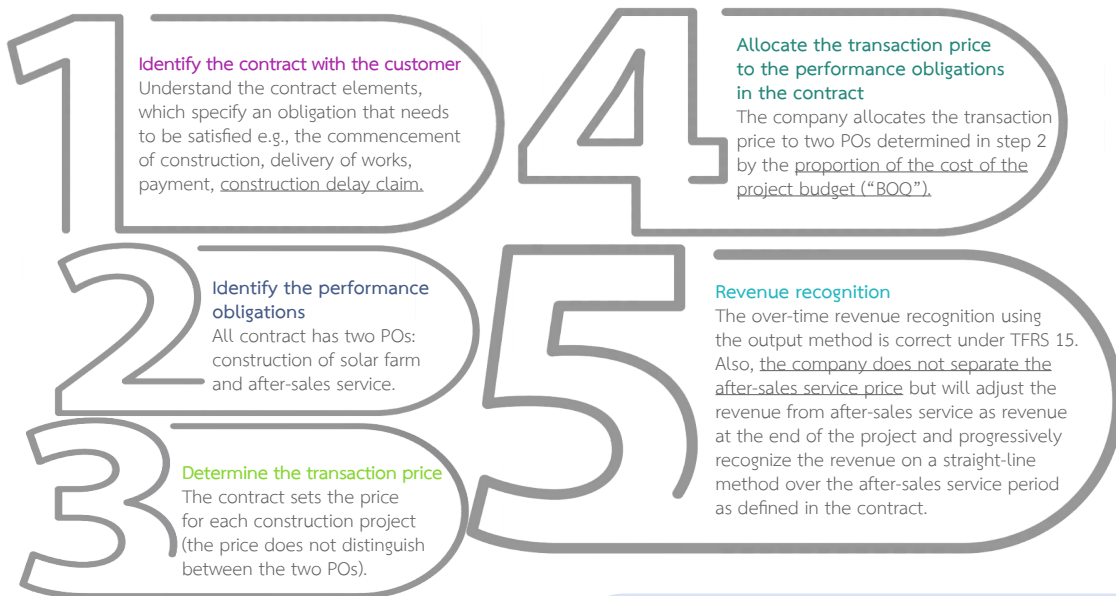 1
Identify the contract with the customer
Understand the contract elements,
which specify an obligation that needs
to be satisfied e.g., the commencement
of construction, delivery of works,
payment, construction delay claim.
2
Identify the performance
obligations
All contract has two POs:
construction of solar farm
and after-sales service.
3
Determine the transaction price
The contract sets the price
for each construction project
(the price does not distinguish
between the two POs).
4
Allocate the transaction price
to the performance obligations
in the contract
The company allocates the transaction
price to two POs determined in step 2
by the proportion of the cost of the
project budget (“BOQ”).
5
Revenue recognition
The over-time revenue recognition using
the output method is correct under TFRS 15.
Also, the company does not separate the
after-sales service price but will adjust the
revenue from after-sales service as revenue
at the end of the project and progressively
recognize the revenue on a straight-line
method over the after-sales service period
as defined in the contract.